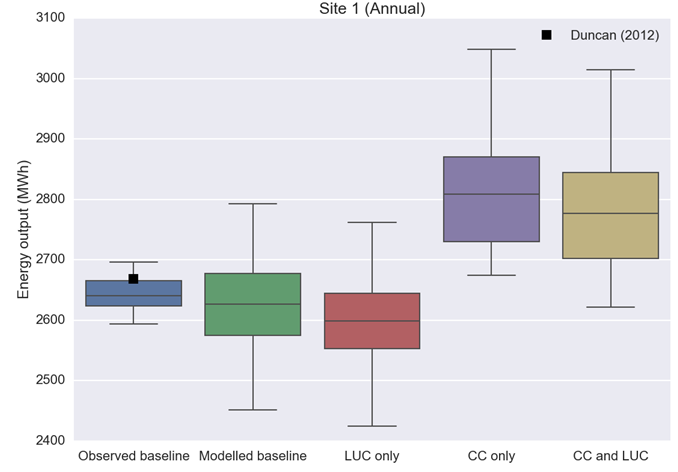 Site 1 (Annual)
3100
Duncan (2012)
3000
2900
2800
2700
2600
2500
2400
Energy output (MWh)
Observed baseline Modelled baseline LUC only CC only CC and LUC